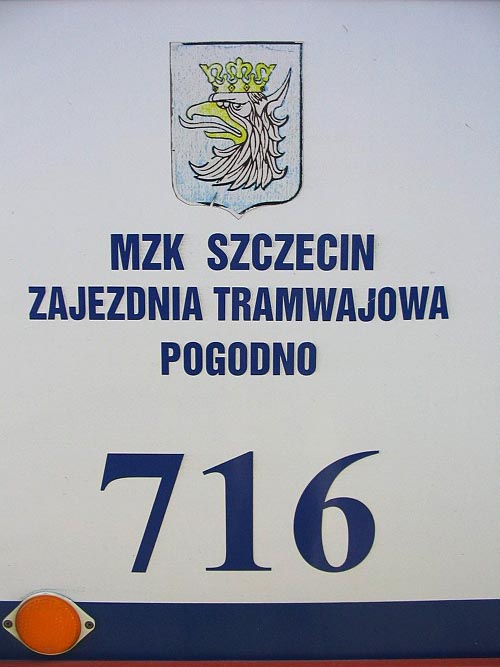 MZK SZCZECIN
ZAJEZDNIA TRAMWAJOWA
POGODNO
716